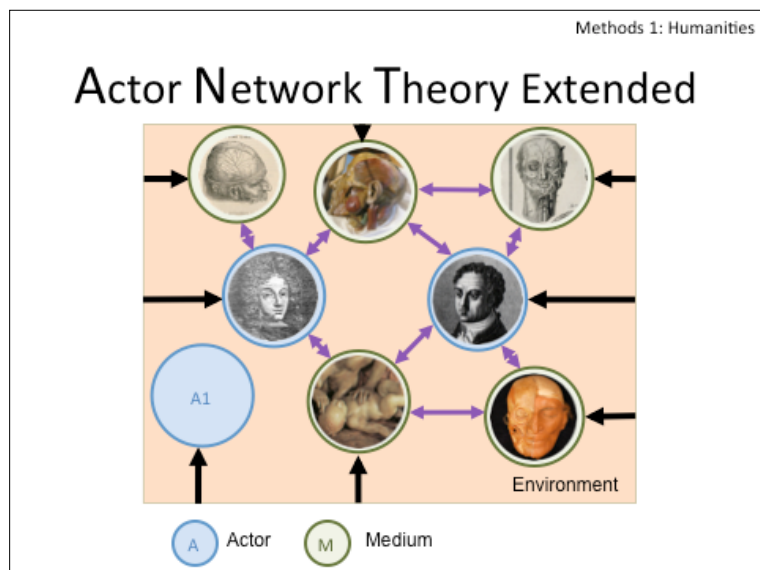 Methods 1: Humanities
Actor Network Theory Extended
A1
Environment
A Actor M Medium